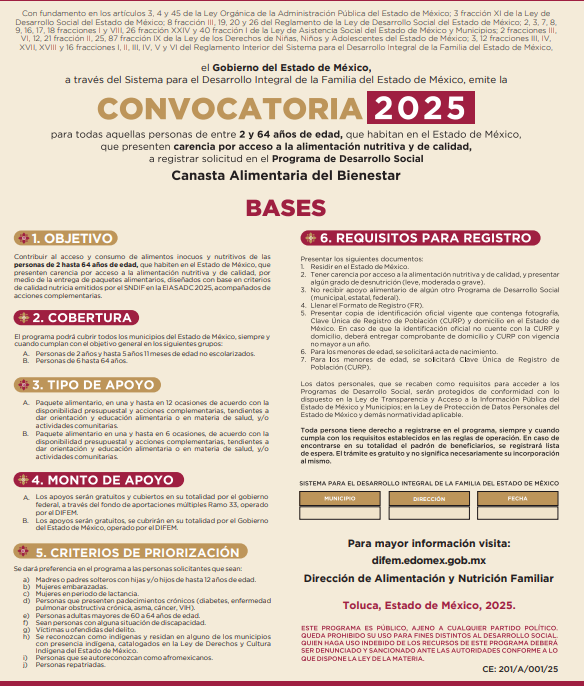 Con fundamento en los artículos 3, 4 y 45 de la Ley Orgánica de la Administración Pública del Estado de México; 3 fracción XI de la Ley de
Desarrollo Social del Estado de México; 8 fracción III, 19, 20 y 26 del Reglamento de la Ley de Desarrollo Social del Estado de México; 2, 3, 7, 8,
9, 16, 17, 18 fracciones I y VIII, 26 fracción XXIV y 40 fracción I de la Ley de Asistencia Social del Estado de México y Municipios; 2 fracciones III,
VI, 12, 21 fracción II, 25, 87 fracción IX de la Ley de los Derechos de Niñas, Niños y Adolescentes del Estado de México; 3, 12 fracciones III, IV,
XVII, XVIII y 16 fracciones I, II, III, IV, V y VI del Reglamento Interior del Sistema para el Desarrollo Integral de la Familia del Estado de México,
el Gobierno del Estado de México,
a través del Sistema para el Desarrollo Integral de la Familia del Estado de México, emite la
CONVOCATORIA 2025
para todas aquellas personas de entre 2 y 64 años de edad, que habitan en el Estado de México,
que presenten carencia por acceso a la alimentación nutritiva y de calidad,
a registrar solicitud en el Programa de Desarrollo Social
Canasta Alimentaria del Bienestar
BASES
1. OBJETIVO
Contribuir al acceso y consumo de alimentos inocuos y nutritivos de las
personas de 2 hasta 64 años de edad, que habiten en el Estado de México, que
presenten carencia por acceso a la alimentación nutritiva y de calidad, por
medio de la entrega de paquetes alimentarios, diseñados con base en criterios
de calidad nutricia emitidos por el SNDIF en la EIASADC 2025, acompañados de
acciones complementarias.
2. COBERTURA
El programa podrá cubrir todos los municipios del Estado de México, siempre y
cuando cumplan con el objetivo general en los siguientes grupos:
A. Personas de 2 años y hasta 5 años 11 meses de edad no escolarizados.
B. Personas de 6 hasta 64 años.
3. TIPO DE APOYO
A. Paquete alimentario, en una y hasta en 12 ocasiones de acuerdo con la
disponibilidad presupuestal y acciones complementarias, tendientes a
dar orientación y educación alimentaria o en materia de salud, y/o
actividades comunitarias.
B. Paquete alimentario en una y hasta en 6 ocasiones, de acuerdo con la
disponibilidad presupuestal y acciones complementarias, tendientes a
dar orientación y educación alimentaria o en materia de salud, y/o
actividades comunitarias.
4. MONTO DE APOYO
A. Los apoyos serán gratuitos y cubiertos en su totalidad por el gobierno
federal, a través del fondo de aportaciones múltiples Ramo 33, operado
por el DIFEM.
B. Los apoyos serán gratuitos, se cubrirán en su totalidad por el Gobierno
del Estado de México, operado por el DIFEM.
5. CRITERIOS DE PRIORIZACIÓN
Se dará preferencia en el programa a las personas solicitantes que sean:
a) Madres o padres solteros con hijas y/o hijos de hasta 12 años de edad.
b) Mujeres embarazadas.
c) Mujeres en periodo de lactancia.
d) Personas que presenten padecimientos crónicos (diabetes, enfermedad
pulmonar obstructiva crónica, asma, cáncer, VIH).
e) Personas adultas mayores de 60 a 64 años de edad.
f) Sean personas con alguna situación de discapacidad.
g) Víctimas u ofendidas del delito.
h) Se reconozcan como indígenas y residan en alguno de los municipios
con presencia indígena, catalogados en la Ley de Derechos y Cultura
Indígena del Estado de México.
i) Personas que se autoreconozcan como afromexicanos.
j) Personas repatriadas.
6. REQUISITOS PARA REGISTRO
Presentar los siguientes documentos:
1. Residir en el Estado de México.
2. Tener carencia por acceso a la alimentación nutritiva y de calidad, y presentar
algún grado de desnutrición (leve, moderada o grave).
3. No recibir apoyo alimentario de algún otro Programa de Desarrollo Social
(municipal, estatal, federal).
4. Llenar el Formato de Registro (FR).
5. Presentar copia de identificación oficial vigente que contenga fotografía,
Clave Única de Registro de Población (CURP) y domicilio en el Estado de
México. En caso de que la identificación oficial no cuente con la CURP y
domicilio, deberá entregar comprobante de domicilio y CURP con vigencia
no mayor a un año.
6. Para los menores de edad, se solicitará acta de nacimiento.
7. Para los menores de edad, se solicitará Clave Única de Registro de
Población (CURP).
Los datos personales, que se recaben como requisitos para acceder a los
Programas de Desarrollo Social, serán protegidos de conformidad con lo
dispuesto en la Ley de Transparencia y Acceso a la Información Pública del
Estado de México y Municipios; en la Ley de Protección de Datos Personales del
Estado de México y demás normatividad aplicable.
Toda persona tiene derecho a registrarse en el programa, siempre y cuando
cumpla con los requisitos establecidos en las reglas de operación. En caso de
encontrarse en su totalidad el padrón de beneficiarios, se registrará lista
de espera. El trámite es gratuito y no significa necesariamente su incorporación
al mismo.
SISTEMA PARA EL DESARROLLO INTEGRAL DE LA FAMILIA DEL ESTADO DE MÉXICO
MUNICIPIO DIRECCIÓN FECHA
Para mayor información visita:
difem.edomex.gob.mx
Dirección de Alimentación y Nutrición Familiar
Toluca, Estado de México, 2025.
ESTE PROGRAMA ES PÚBLICO, AJENO A CUALQUIER PARTIDO POLÍTICO.
QUEDA PROHIBIDO SU USO PARA FINES DISTINTOS AL DESARROLLO SOCIAL.
QUIEN HAGA USO INDEBIDO DE LOS RECURSOS DE ESTE PROGRAMA DEBERÁ
SER DENUNCIADO Y SANCIONADO ANTE LAS AUTORIDADES CONFORME A LO
QUE DISPONE LA LEY DE LA MATERIA.
CE: 201/A/001/25